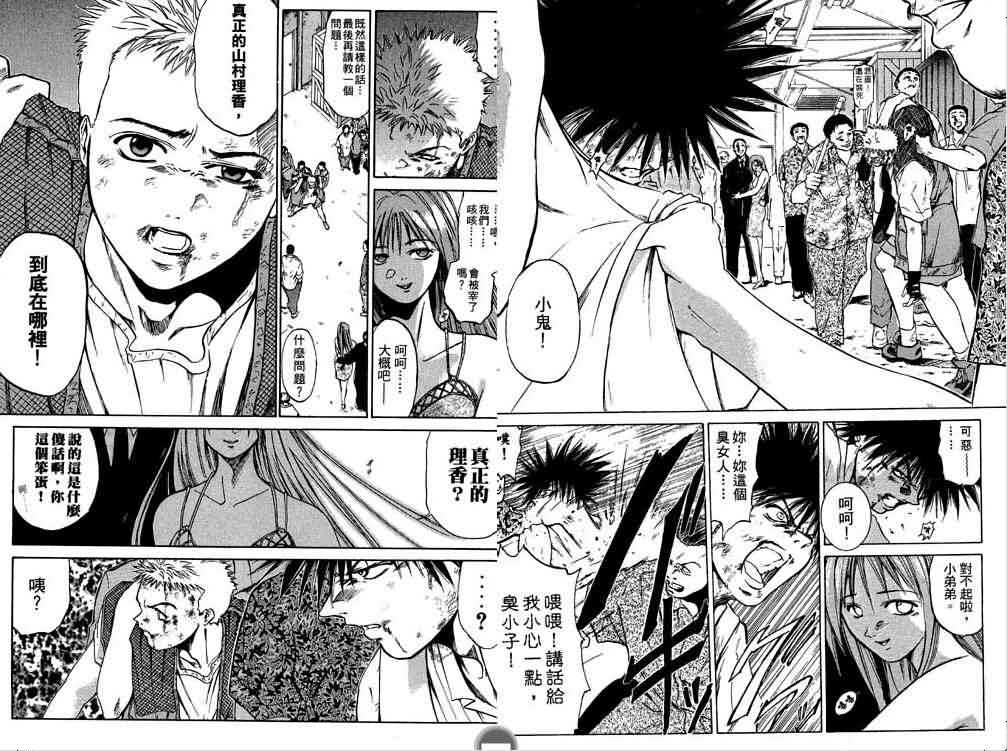 還在裝死
小鬼！
可惡——
……
呵呵！
對不起啦，
小弟弟。
妳…妳這個
臭女人……
喂喂！講話給
我小心一點，
臭小子！
我們……
咳咳……
會被宰了
嗎？
呵呵……
大概吧—
既然這樣的話…
最後再請教一個
問題…
什麼問題？
真正的山村理香，
到底在哪裡！
真正的
理香？
說的這是什麼
傻話啊，你
這個笨蛋！
…‥？
咦？